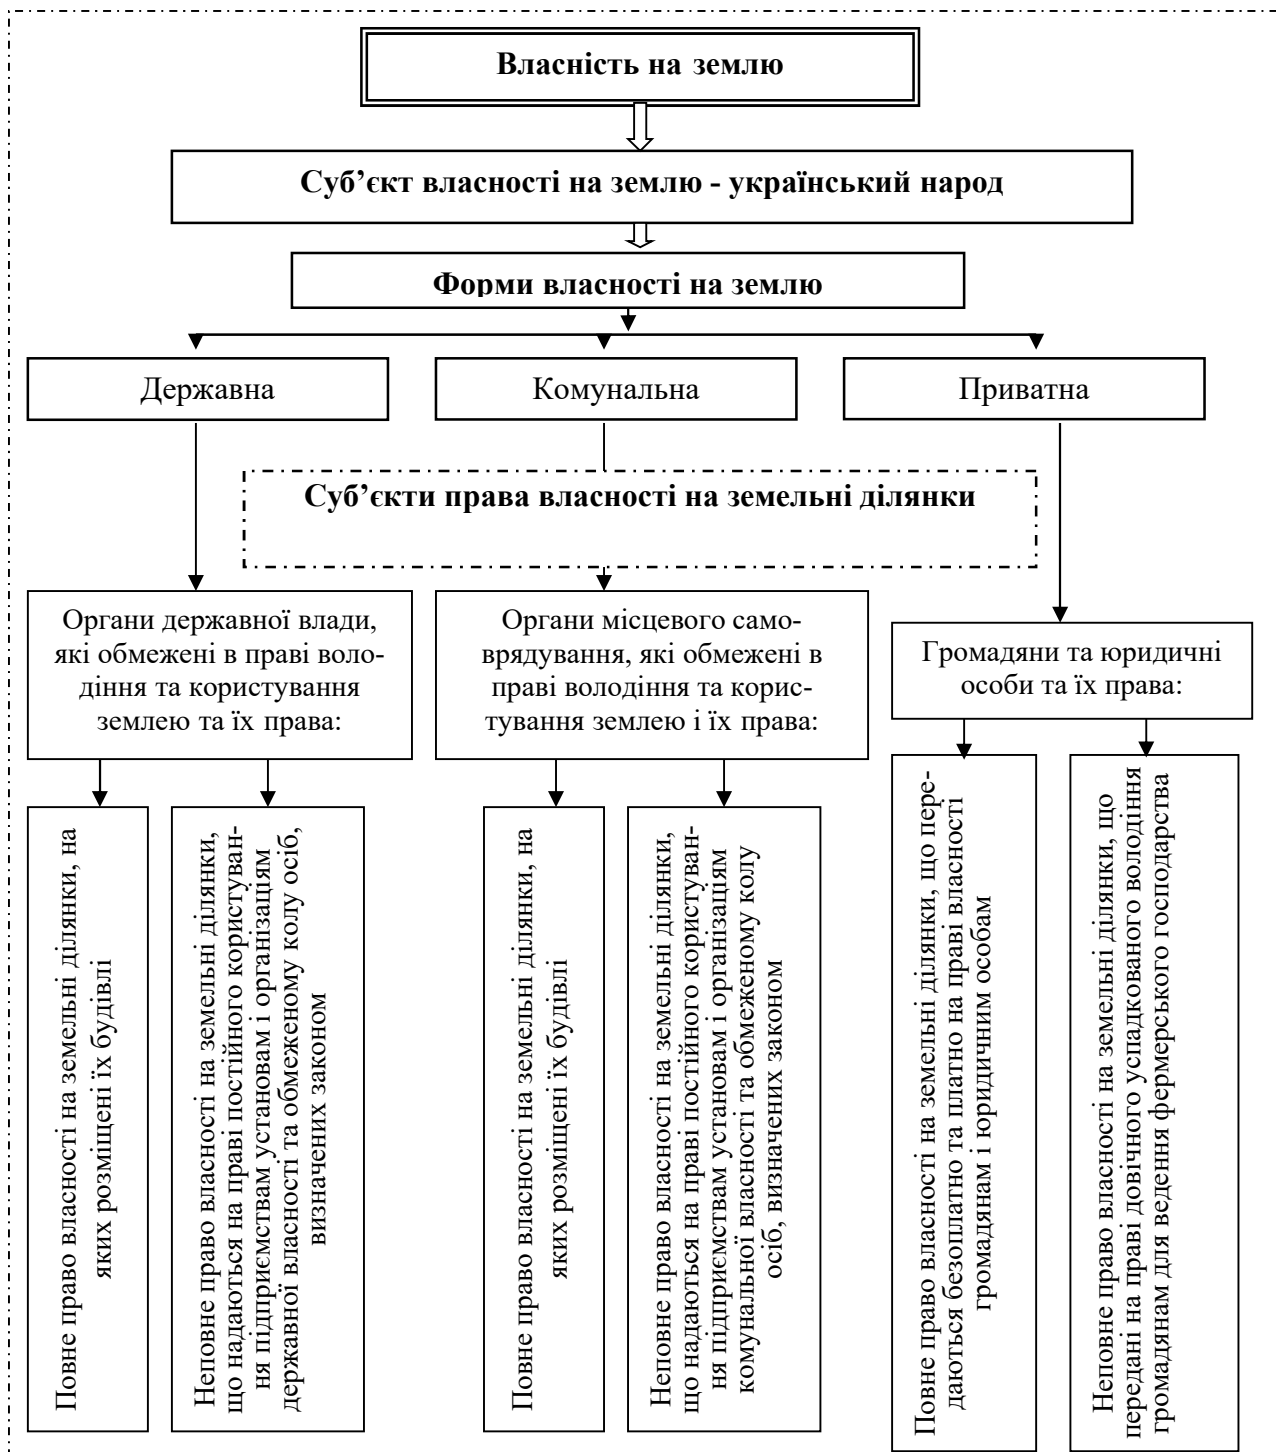 Власність на землю
Суб’єкт власності на землю - український народ
Форми власності на землю
Державна
Комунальна
Приватна
Суб’єкти права власності на земельні ділянки
Органи державної влади,
які обмежені в праві воло-
діння та користування
землею та їх права:
Органи місцевого само-
врядування, які обмежені в
праві володіння та корис-
тування землею і їх права:
Громадяни та юридичні
особи та їх права:
Повне право власності на земельні ділянки, на
яких розміщені їх будівлі
Неповне право власності на земельні ділянки,
що надаються на праві постійного користуван-
ня підприємствам установам і організаціям
державної власності та обмеженому колу осіб,
визначених законом
Повне право власності на земельні ділянки, на
яких розміщені їх будівлі
Неповне право власності на земельні ділянки,
що надаються на праві постійного користуван-
ня підприємствам установам і організаціям
комунальної власності та обмеженому колу
осіб, визначених законом
Повне право власності на земельні ділянки, що пере-
даються безоплатно та платно на праві власності
громадянам і юридичним особам
Неповне право власності на земельні ділянки, що
передані на праві довічного успадкованого володіння
громадянам для ведення фермерського господарства